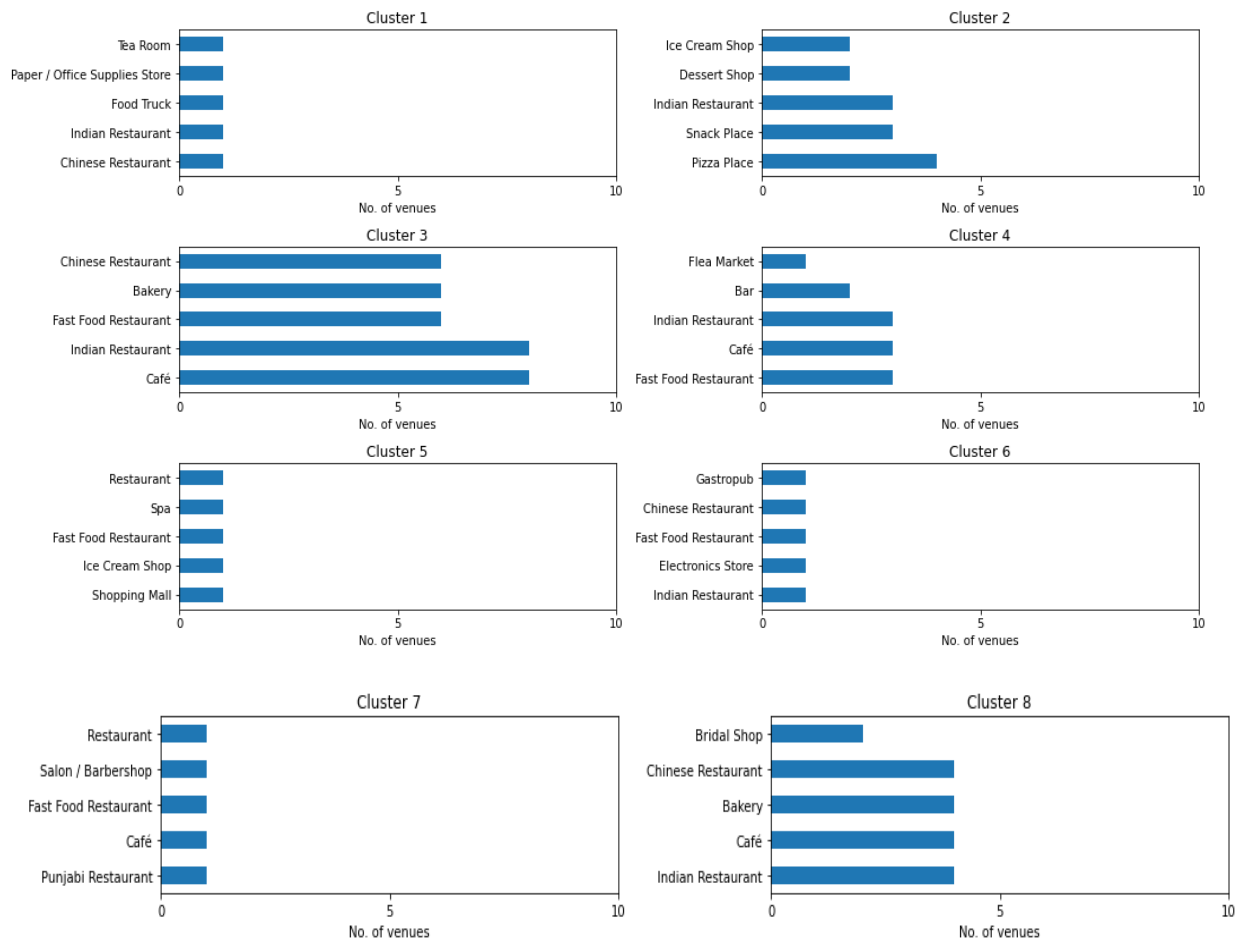 Cluster 1
Tea Room
Paper / Office Supplies Store
Food Truck
Indian Restaurant
Chinese Restaurant
0 5 10
No. of venues
Cluster 2
Ice Cream Shop
Dessert Shop
Indian Restaurant
Snack Place
Pizza Place
0 5 10
No. of venues
Cluster 3
Chinese Restaurant
Bakery
Fast Food Restaurant
Indian Restaurant
Café
0 5 10
No. of venues
Cluster 4
Flea Market
Bar
Indian Restaurant
Café
Fast Food Restaurant
0 5 10
No. of venues
Cluster 5
Restaurant
Spa
Fast Food Restaurant
Ice Cream Shop
Shopping Mall
0 5 10
No. of venues
Cluster 6
Gastropub
Chinese Restaurant
Fast Food Restaurant
Electronics Store
Indian Restaurant
0 5 10
No. of venues
Cluster 7
Restaurant
Salon / Barbershop
Fast Food Restaurant
Café
Punjabi Restaurant
0 5 10
No. of venues
Cluster 8
Bridal Shop
Chinese Restaurant
Bakery
Café
Indian Restaurant
0 5 10
No. of venues